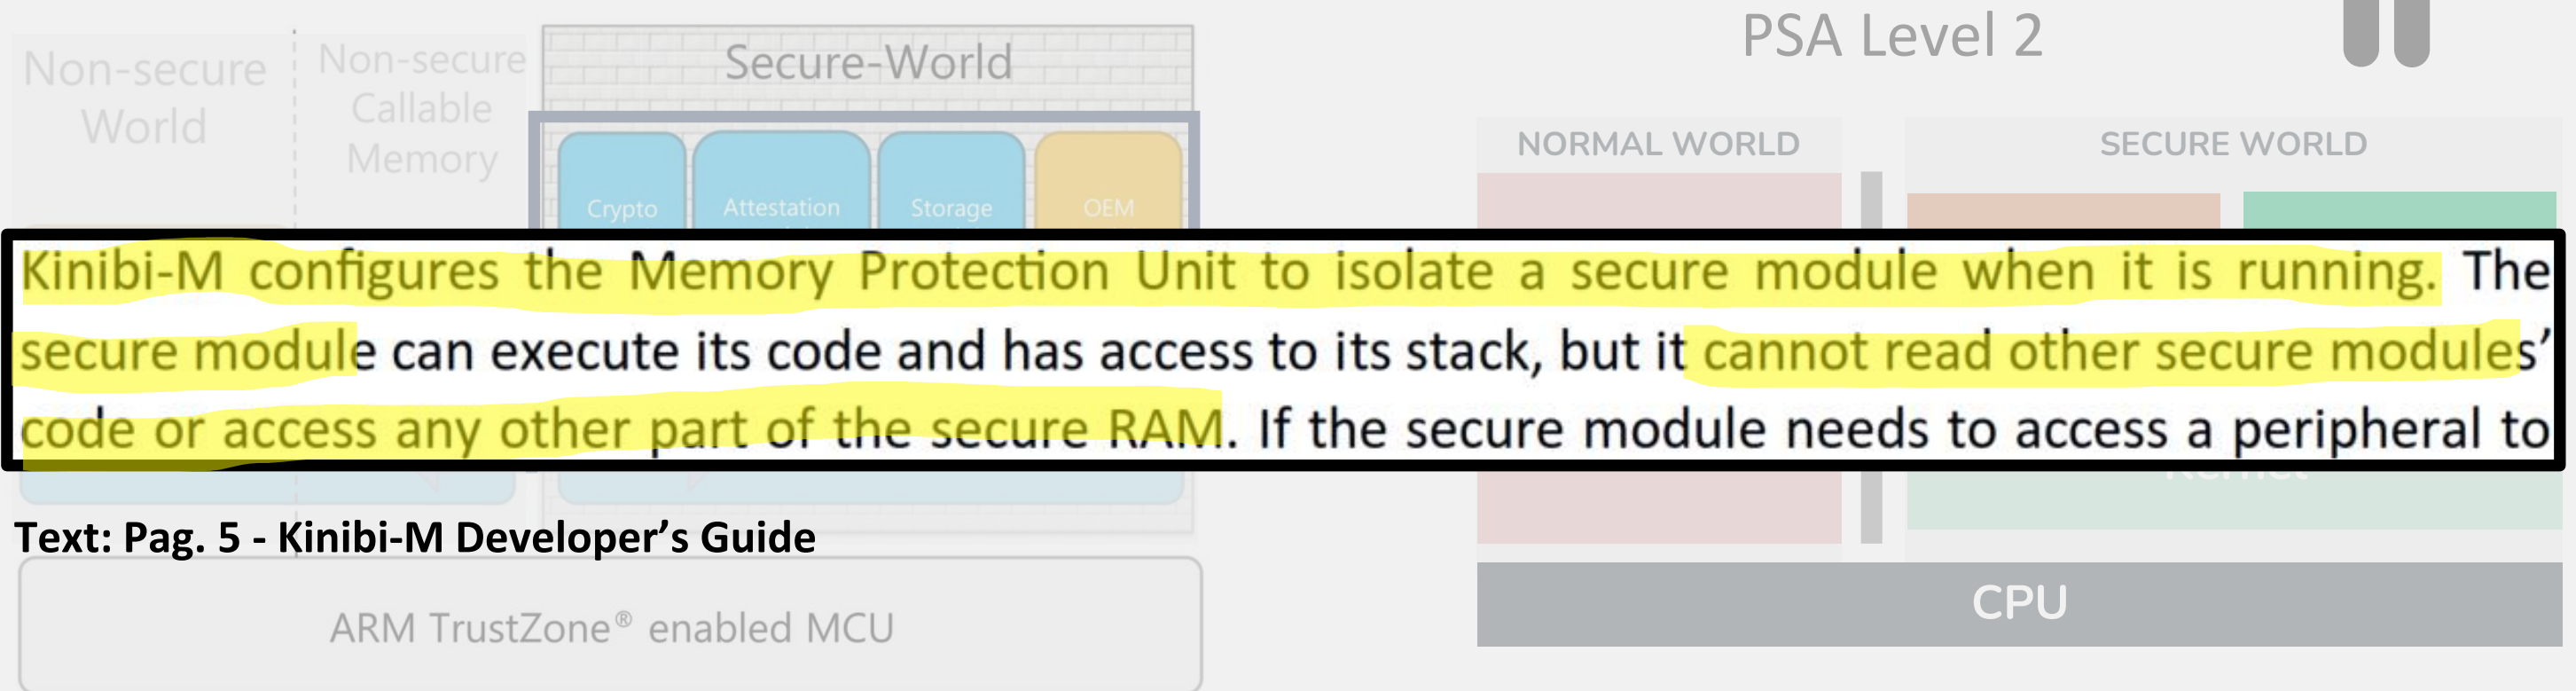 Non-secure
World
Non-secure
Callable
Memory
Secure-World
Crypto
Attestation
Storage
OEM
PSA Level 2
NORMAL WORLD
SECURE WORLD
Kinibi-M configures the Memory Protection Unit to isolate a secure module when it is running. The
secure module can execute its code and has access to its stack, but it cannot read other secure modules’
code or access any other part of the secure RAM. If the secure module needs to access a peripheral to
Text: Pag. 5 - Kinibi-M Developer’s Guide
ARM TrustZone® enabled MCU
CPU